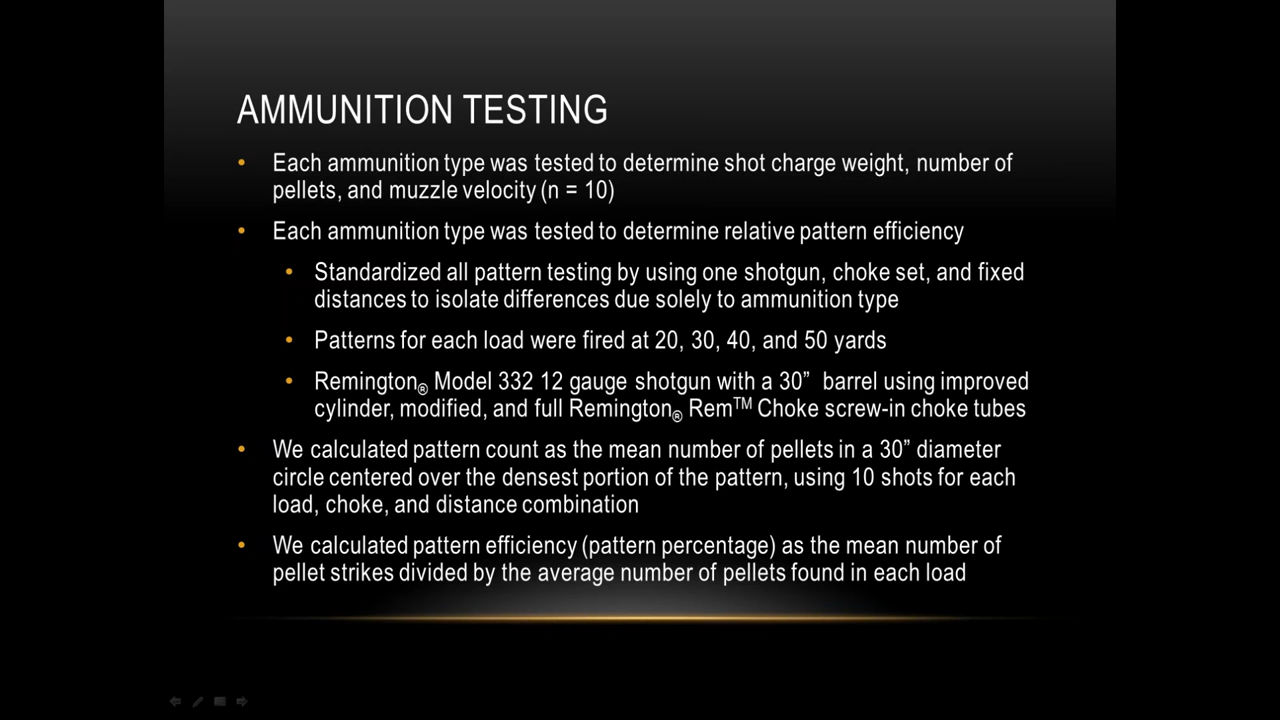 AMMUNITION TESTING
• Each ammunition type was tested to determine shot charge weight, number of
pellets, and muzzle velocity (n = 10)
• Each ammunition type was tested to determine relative pattern efficiency
• Standardized all pattern testing by using one shotgun, choke set, and fixed
distances to isolate differences due solely to ammunition type
• Patterns for each load were fired at 20, 30, 40, and 50 yards
• Remington® Model 332 12 gauge shotgun with a 30” barrel using improved
cylinder, modified, and full Remington® Rem™ Choke screw-in choke tubes
• We calculated pattern count as the mean number of pellets in a 30” diameter
circle centered over the densest portion of the pattern, using 10 shots for each
load, choke, and distance combination
• We calculated pattern efficiency (pattern percentage) as the mean number of
pellet strikes divided by the average number of pellets found in each load